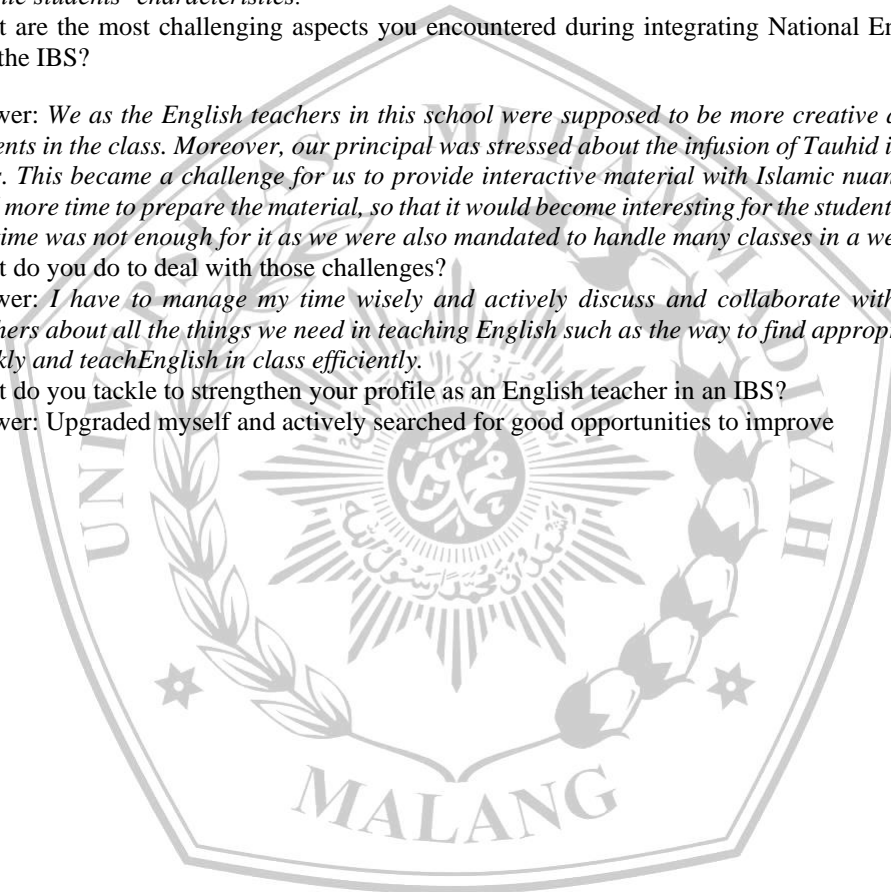 students' characteristics.
t are the most challenging aspects you encountered during integrating National En
the IBS?
wer: We as the English teachers in this school were supposed to be more creative a
ents in the class. Moreover, our principal was stressed about the infusion of Tauhid i
. This became a challenge for us to provide interactive material with Islamic nuan
more time to prepare the material, so that it would become interesting for the student
ime was not enough for it as we were also mandated to handle many classes in a we
t do you do to deal with those challenges?
wer: I have to manage my time wisely and actively discuss and collaborate with
hers about all the things we need in teaching English such as the way to find approp
kly and teachEnglish in class efficiently.
t do you tackle to strengthen your profile as an English teacher in an IBS?
wer: Upgraded myself and actively searched for good opportunities to improve
UNIVERSITAS MUHAMMADIYAH
MALANG